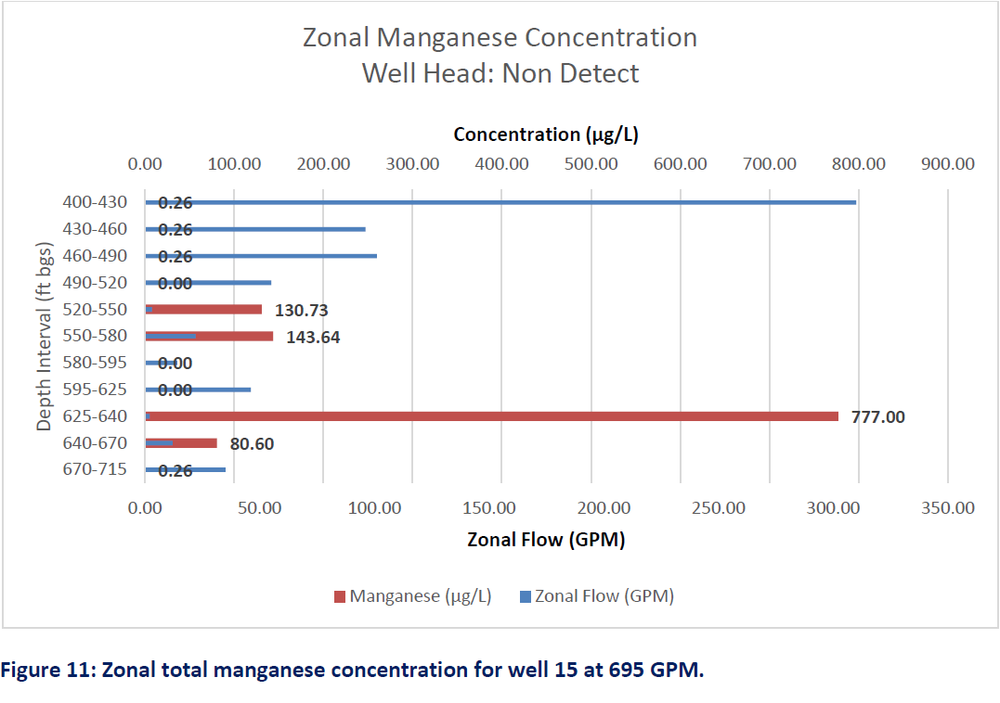 Zonal Manganese Concentration
Well Head: Non Detect
Concentration (µg/L)
0.00 100.00 200.00 300.00 400.00 500.00 600.00 700.00 800.00 900.00
Depth Interval (ft bgs)
400-430 0.26
430-460 0.26
460-490 0.26
490-520 0.00
520-550 130.73
550-580 143.64
580-595 0.00
595-625 0.00
625-640 777.00
640-670 80.60
670-715 0.26
0.00 50.00 100.00 150.00 200.00 250.00 300.00 350.00
Zonal Flow (GPM)
Manganese (µg/L) Zonal Flow (GPM)
Figure 11: Zonal total manganese concentration for well 15 at 695 GPM.